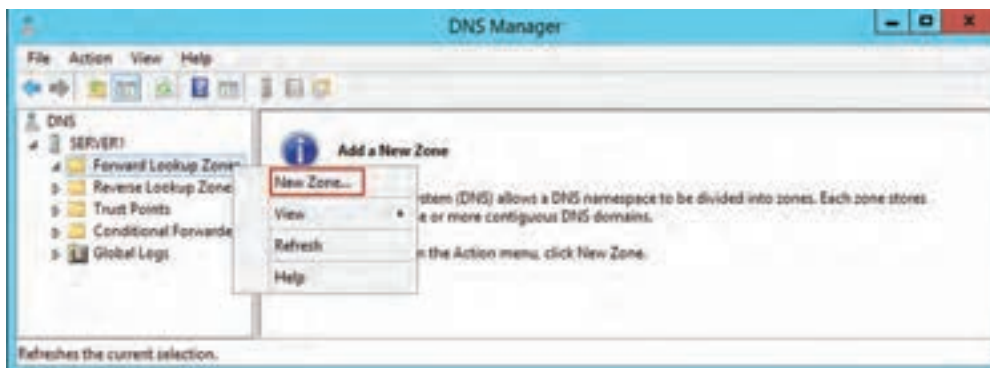 DNS Manager
File Action View Help
DNS
SERVER1
Forward Lookup Zones
Reverse Lookup Zone
Trust Points
Conditional Forwarde
Global Logs
New Zone...
View
Refresh
Help
Add a New Zone
stem (DNS) allows a DNS namespace to be divided into zones. Each zone stores
e or more contiguous DNS domains.
n the Action menu, click New Zone.
Refreshes the current selection.